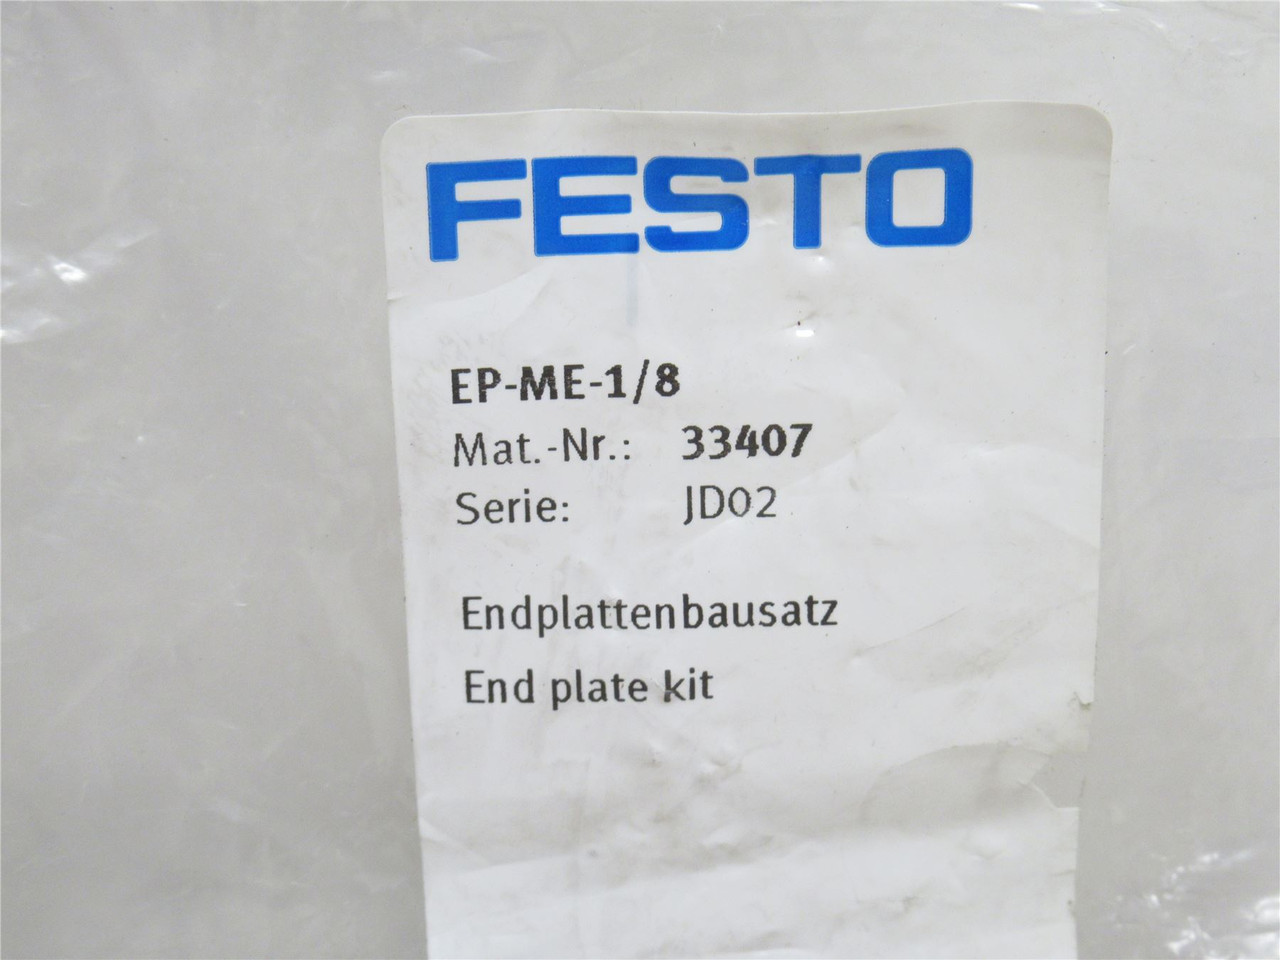 FESTO
EP-ME-1/8
Mat.-Nr.: 33407
Serie: JD02
Endplattenbausatz
End plate kit